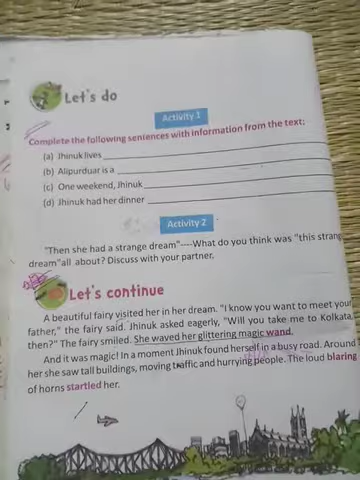 Let's do
Activity 1
Complete the following sentences with information from the text:
(a) Jhinuk lives
(b) Alipurduar is a
(c) One weekend, Jhinuk
(d) Jhinuk had her dinner
Activity 2
"Then she had a strange dream"----What do you think was "this strang
dream"all about? Discuss with your partner.
Let's continue
A beautiful fairy visited her in her dream. "I know you want to meet your
father," the fairy said. Jhinuk asked eagerly, "Will you take me to Kolkata,
then?" The fairy smiled. She waved her glittering magic wand.
And it was magic! In a moment Jhinuk found herself in a busy road. Around
her she saw tall buildings, moving traffic and hurrying people. The loud blaring
of horns startled her.